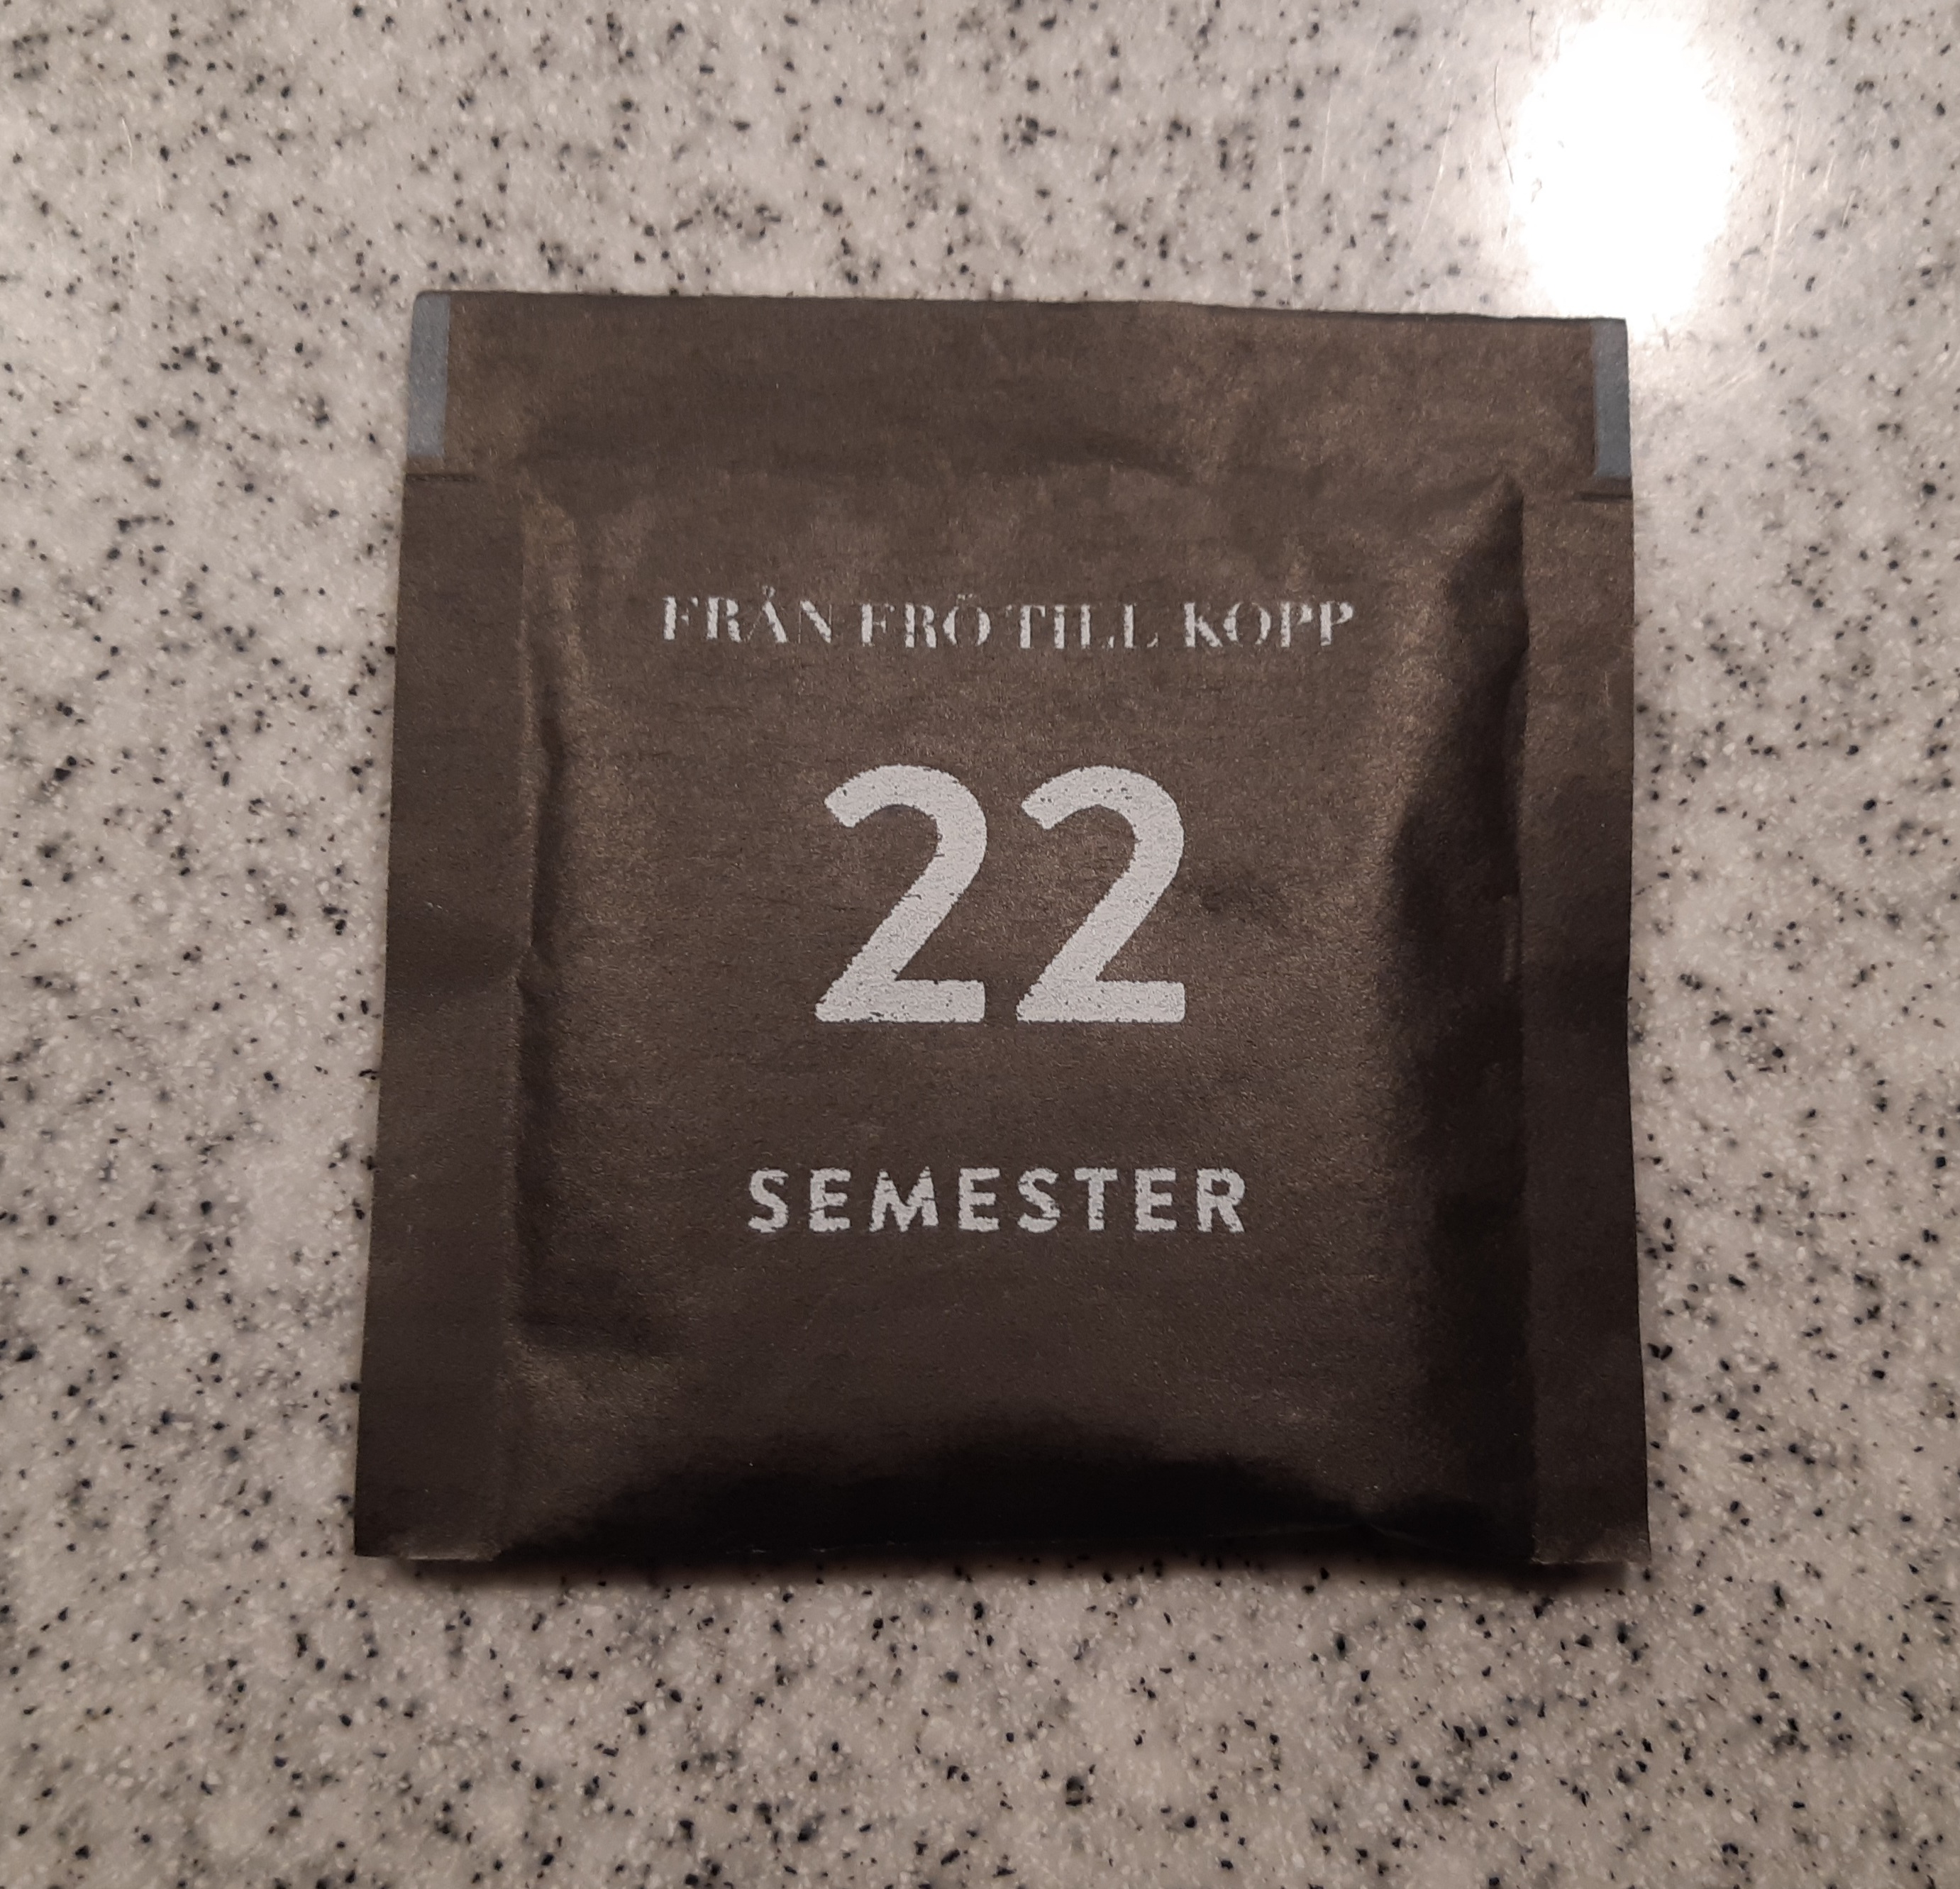 FRÅN FRÖ TILL KOPP
22
SEMESTER